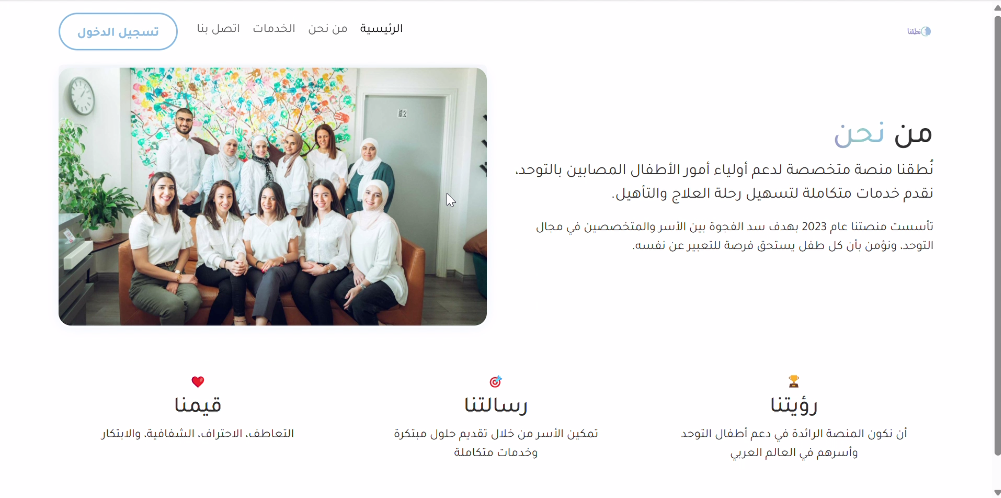 نطقنا
الرئيسية
من نحن
الخدمات
اتصل بنا
تسجيل الدخول
من نحن
نُطقنا منصة متخصصة لدعم أولياء أمور الأطفال المصابين بالتوحد،
نقدم خدمات متكاملة لتسهيل رحلة العلاج والتأهيل.
تأسست منصتنا عام 2023 بهدف سد الفجوة بين الأسر والمتخصصين في مجال
التوحد، ونؤمن بأن كل طفل يستحق فرصة للتعبير عن نفسه.
رؤيتنا
أن نكون المنصة الرائدة في دعم أطفال التوحد
وأسرهم في العالم العربي
رسالتنا
تمكين الأسر من خلال تقديم حلول مبتكرة
وخدمات متكاملة
قيمنا
التعاطف، الاحتراف، الشفافية، والابتكار